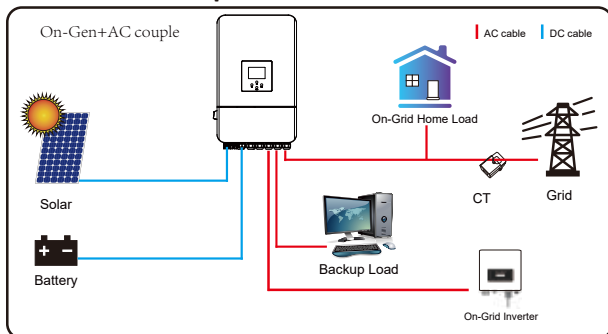 On-Gen+AC couple
AC cable
DC cable
On-Grid Home Load
Solar
CT
Grid
Battery
Backup Load
On-Grid Inverter